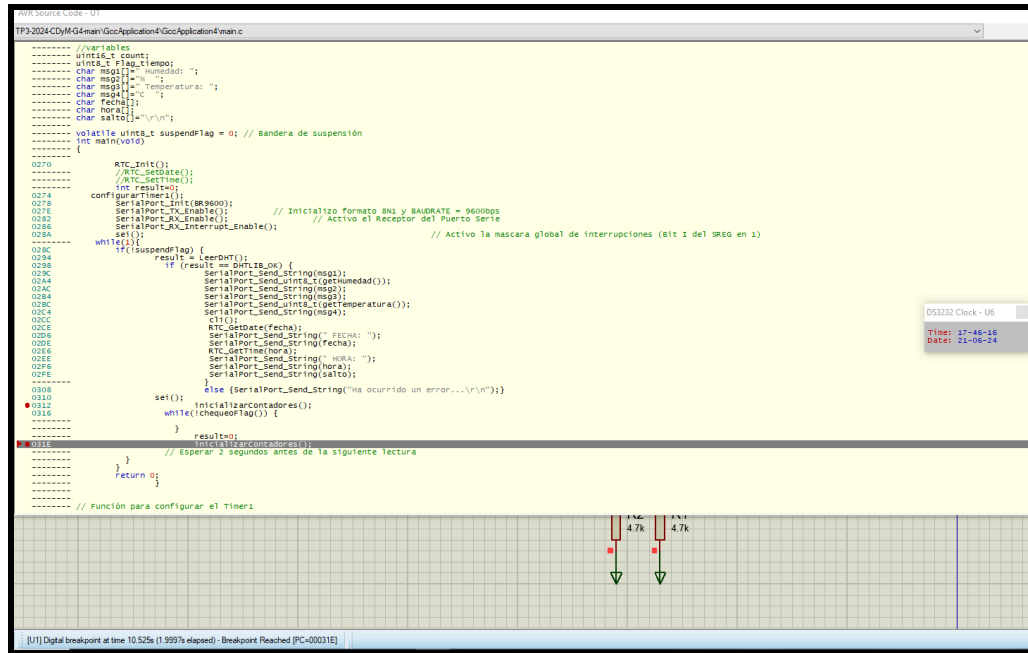 AVR Source Code - U1
TP3-2024-CDyM-G4-main\GccApplication4\GccApplication4\main.c
-------- //variables
-------- uint16_t count;
-------- uint8_t Flag_tiempo;
-------- char msg1[]=" Humedad: ";
-------- char msg2[]="% ";
-------- char msg3[]=" Temperatura: ";
-------- char msg4[]="C ";
-------- char fecha[];
-------- char hora[];
-------- char salto[]="\r\n";
--------
-------- volatile uint8_t suspendFlag = 0; // Bandera de suspensión
-------- int main(void)
-------- {
--------
0270 RTC_Init();
-------- //RTC_SetDate();
-------- //RTC_SetTime();
-------- int result=0;
0274 configurarTimer1();
0278 SerialPort_Init(BR9600);
027E SerialPort_TX_Enable(); // Inicializo formato 8N1 y BAUDRATE = 9600bps
0282 SerialPort_RX_Enable(); // Activo el Receptor del Puerto Serie
0286 SerialPort_RX_Interrupt_Enable();
028A sei(); // Activo la mascara global de interrupciones (Bit I del SREG en 1)
-------- while(1){
028C if(!suspendFlag) {
0294 result = LeerDHT();
0298 if (result == DHTLIB_OK) {
029C SerialPort_Send_String(msg1);
02A4 SerialPort_Send_uint8_t(getHumedad());
02AC SerialPort_Send_String(msg2);
02B4 SerialPort_Send_String(msg3);
02BC SerialPort_Send_uint8_t(getTemperatura());
02C4 SerialPort_Send_String(msg4);
02CC cli();
02CE RTC_GetDate(fecha);
02D6 SerialPort_Send_String(" FECHA: ");
02DE SerialPort_Send_String(fecha);
02E6 RTC_GetTime(hora);
02EE SerialPort_Send_String(" HORA: ");
02F6 SerialPort_Send_String(hora);
02FE SerialPort_Send_String(salto);
-------- }
0308 else {SerialPort_Send_String("Ha ocurrido un error...\r\n");}
0310 sei();
0312 inicializarContadores();
0316 while(!chequeoFlag()) {
--------
-------- }
-------- result=0;
031E inicializarContadores();
-------- // Esperar 2 segundos antes de la siguiente lectura
-------- }
-------- }
-------- return 0;
-------- }
--------
-------- // Función para configurar el Timer1
DS3232 Clock - U6
Time: 17-46-16
Date: 21-06-24
R2 R1
4.7k 4.7k
[U1] Digital breakpoint at time 10.525s (1.9997s elapsed) - Breakpoint Reached [PC=00031E]